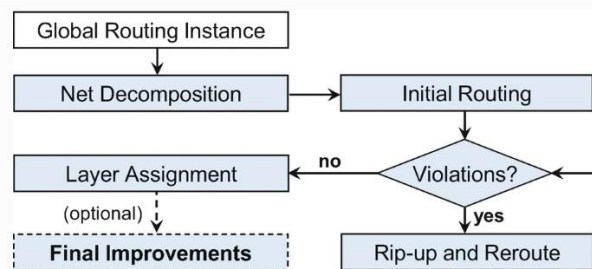 Global Routing Instance
Net Decomposition
Initial Routing
Layer Assignment
no
Violations?
(optional)
yes
Final Improvements
Rip-up and Reroute